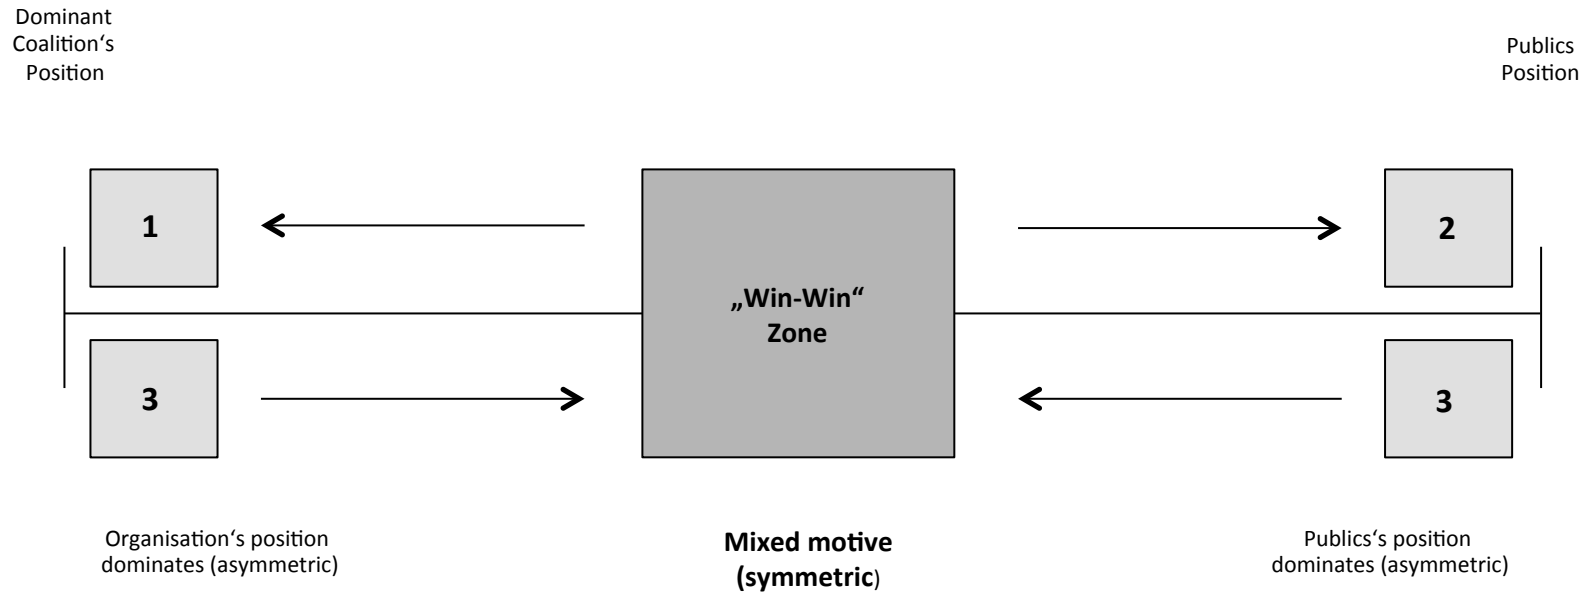 Dominant
Coalition‘s
Position
Publics
Position
1
2
„Win-Win“
Zone
3
3
Organisation‘s position
dominates (asymmetric)
Mixed motive
(symmetric)
Publics‘s position
dominates (asymmetric)